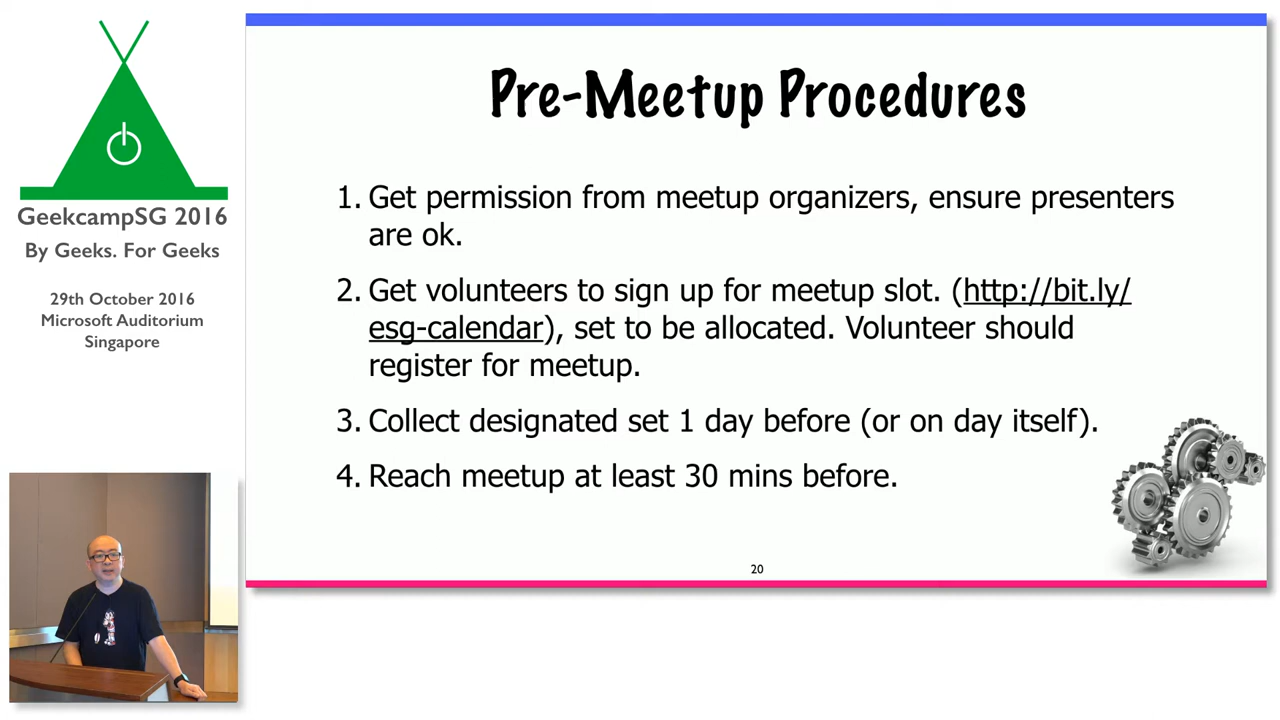 GeekcampSG 2016
By Geeks. For Geeks
29th October 2016
Microsoft Auditorium
Singapore
Pre-Meetup Procedures
1. Get permission from meetup organizers, ensure presenters
are ok.
2. Get volunteers to sign up for meetup slot. (http://bit.ly/
esg-calendar), set to be allocated. Volunteer should
register for meetup.
3. Collect designated set 1 day before (or on day itself).
4. Reach meetup at least 30 mins before.
20